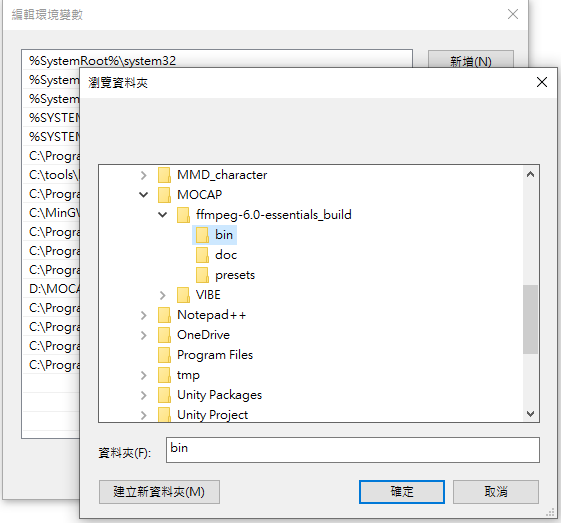 編輯環境變數
%SystemRoot%\system32
新增(N)
%System
%System
%SYSTEM
%SYSTEM
C:\Progra
C:\tools\
C:\Progra
C:\MinG\
C:\Progra
C:\Progra
C:\Progra
D:\MOCA
C:\Progra
C:\Progra
C:\Progra
C:\Progra
瀏覽資料夾
MMD_character
MOCAP
ffmpeg-6.0-essentials_build
bin
doc
presets
VIBE
Notepad++
OneDrive
Program Files
tmp
Unity Packages
Unity Project
資料夾(F):
bin
建立新資料夾(M)
確定
取消